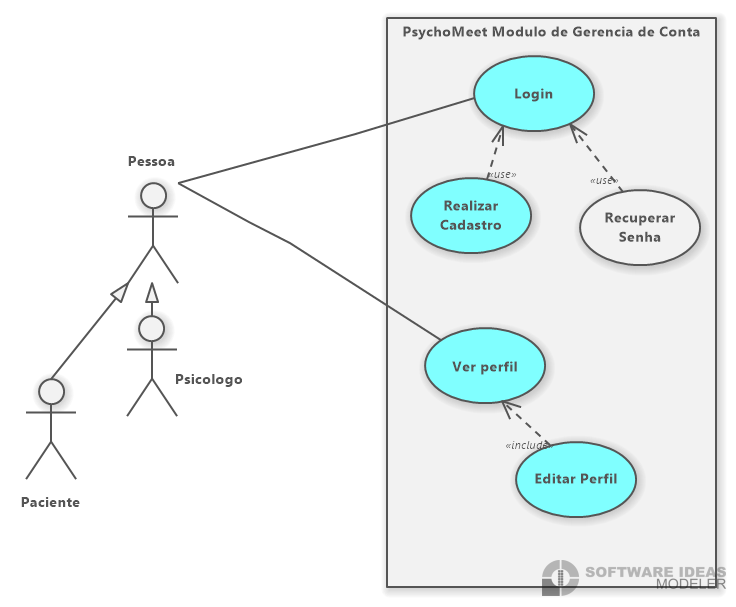 PsychoMeet Modulo de Gerencia de Conta
Login
Pessoa
«use»
«use»
Realizar
Cadastro
Recuperar
Senha
Ver perfil
Psicologo
«include»
Editar Perfil
Paciente
SOFTWARE IDEAS
MODELER